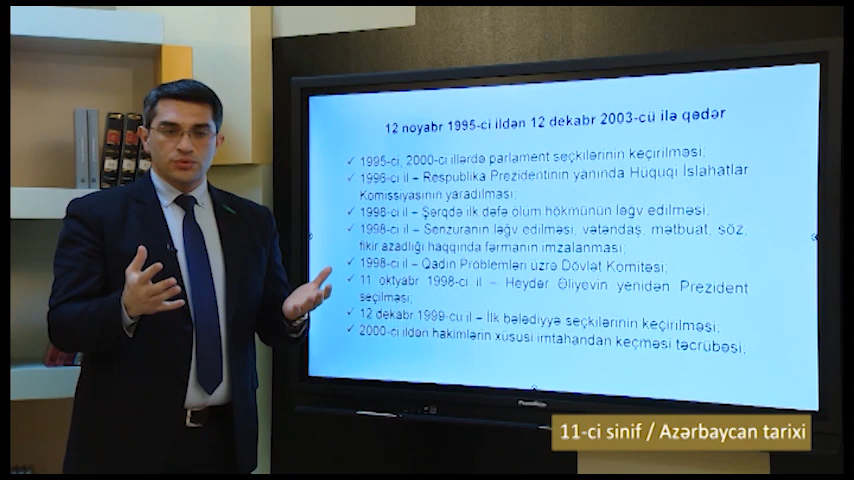 12 noyabr 1995-ci ildən 12 dekabr 2003-cü ilə qədər
✓ 1995-ci, 2000-ci illərdə parlament seçkilərinin keçirilməsi;
✓ 1996-ci il – Respublika Prezidentinin yanında Hüquqi İslahatlar
Komissiyasının yaradılması;
✓ 1998-ci il – Şərqdə ilk dəfə ölüm hökmünün ləğv edilməsi;
✓ 1998-ci il – Senzuranın ləğv edilməsi, vətəndaş, mətbuat, söz,
fikir azadlığı haqqında fərmanın imzalanması;
✓ 1998-ci il – Qadın Problemləri üzrə Dövlət Komitəsi;
✓ 11 oktyabr 1998-ci il – Heydər Əliyevin yenidən Prezident
seçilməsi;
✓ 12 dekabr 1999-cu il – İlk bələdiyyə seçkilərinin keçirilməsi;
✓ 2000-ci ildən hakimlərin xüsusi imtahandan keçməsi təcrübəsi;
11-ci sinif / Azərbaycan tarixi